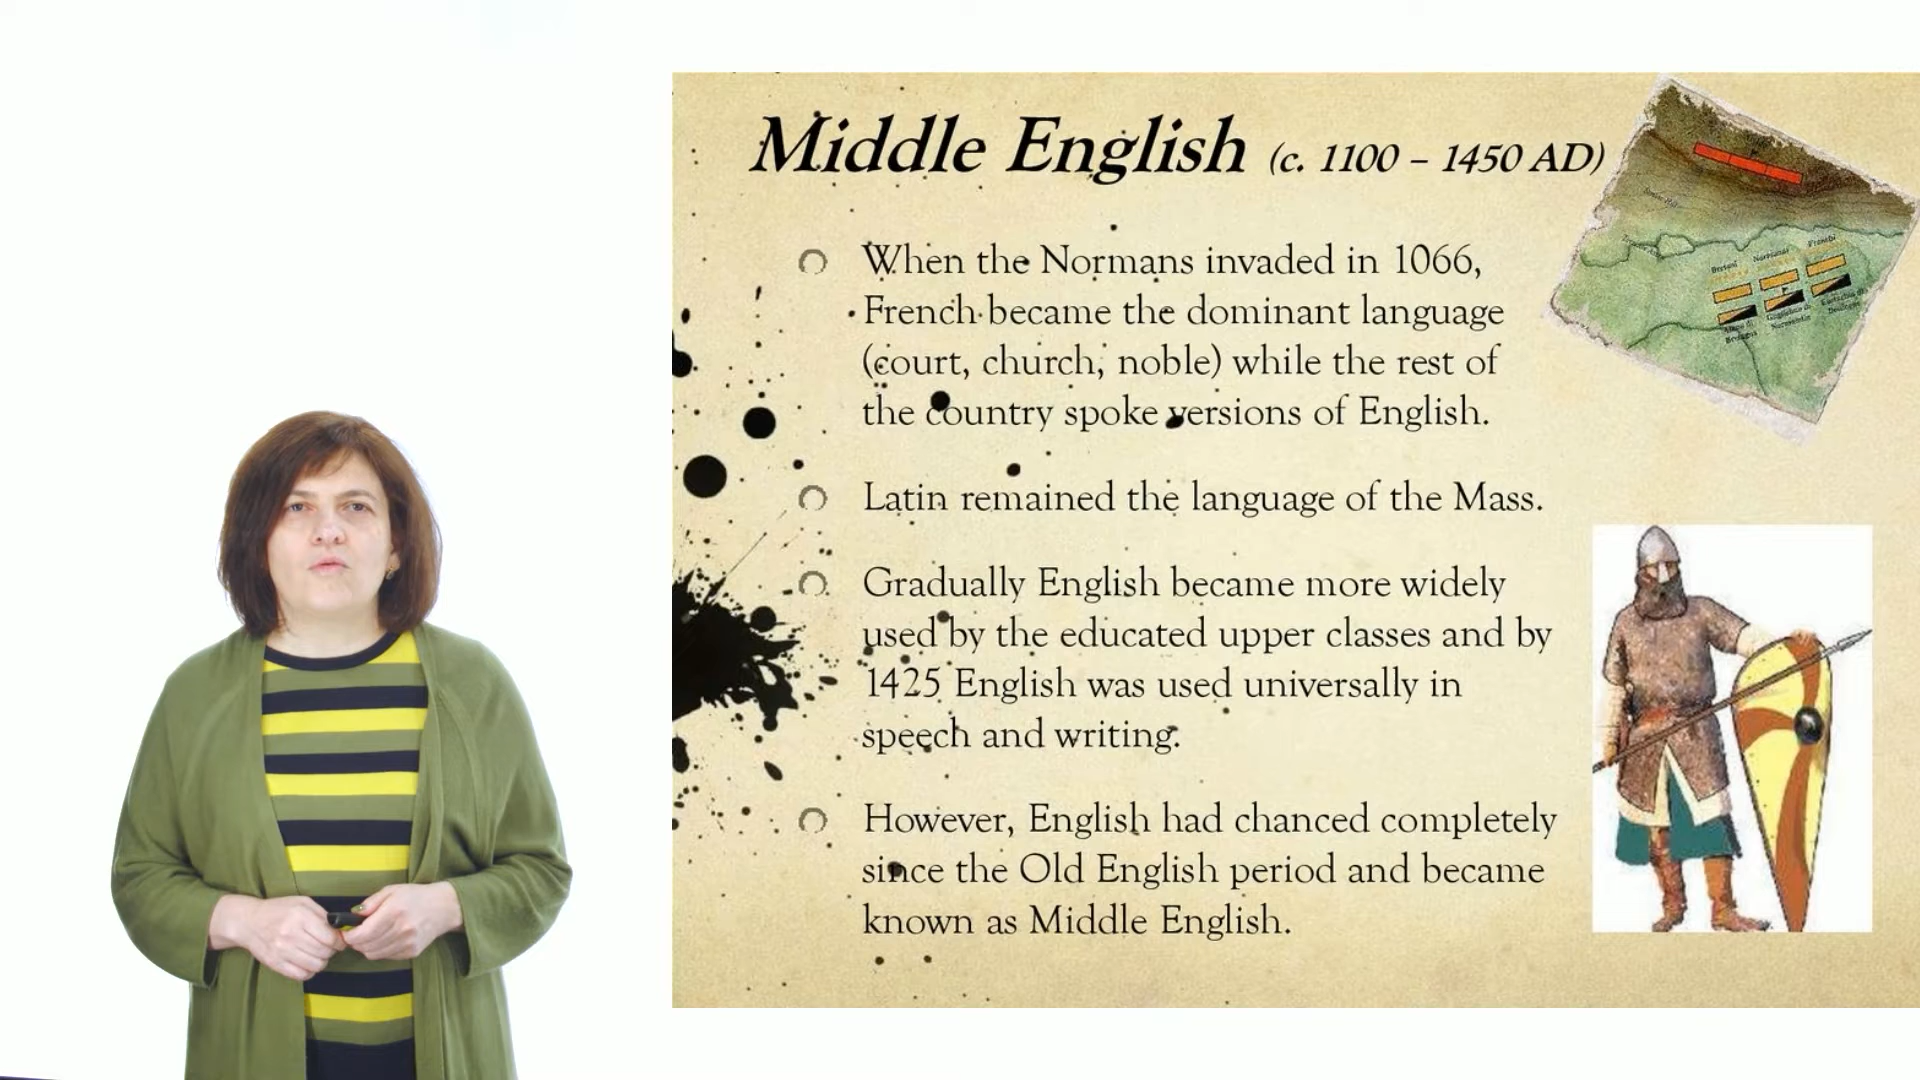 Middle English (c. 1100 – 1450 AD)
When the Normans invaded in 1066,
French became the dominant language
(court, church, noble) while the rest of
the country spoke versions of English.
Latin remained the language of the Mass.
Gradually English became more widely
used by the educated upper classes and by
1425 English was used universally in
speech and writing.
However, English had chanced completely
since the Old English period and became
known as Middle English.